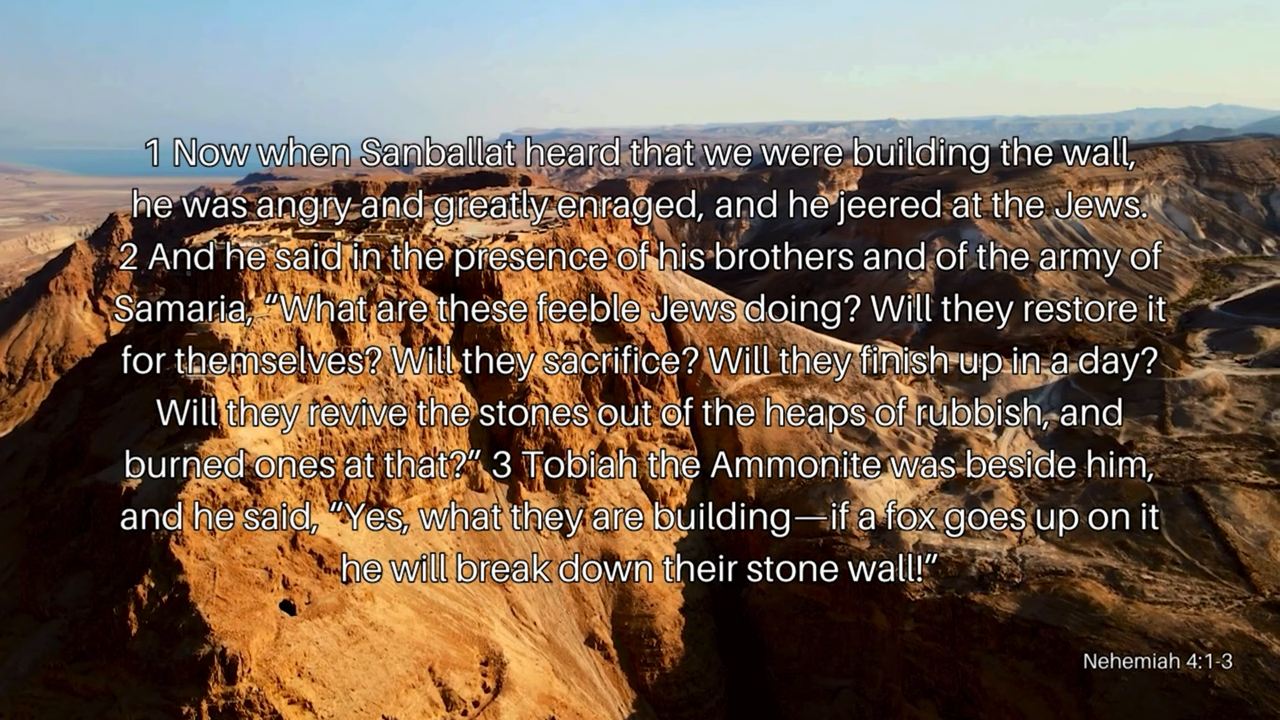 1 Now when Sanballat heard that we were building the wall,
he was angry and greatly enraged, and he jeered at the Jews.
2 And he said in the presence of his brothers and of the army of
Samaria, “What are these feeble Jews doing? Will they restore it
for themselves? Will they sacrifice? Will they finish up in a day?
Will they revive the stones out of the heaps of rubbish, and
burned ones at that?” 3 Tobiah the Ammonite was beside him,
and he said, “Yes, what they are building—if a fox goes up on it
he will break down their stone wall!”
Nehemiah 4:1-3